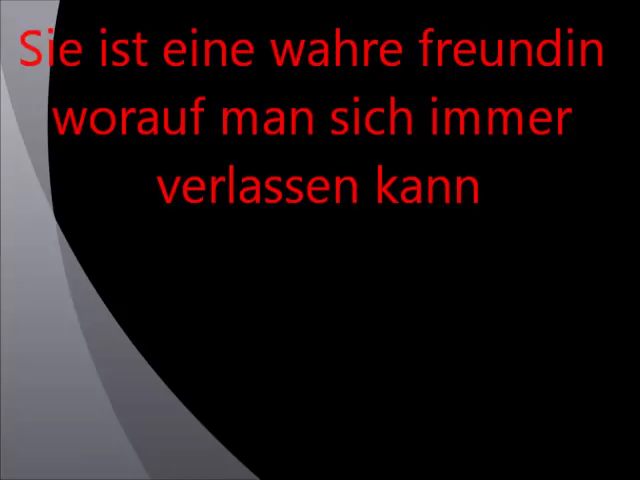 Sie ist eine wahre freundin
worauf man sich immer
verlassen kann